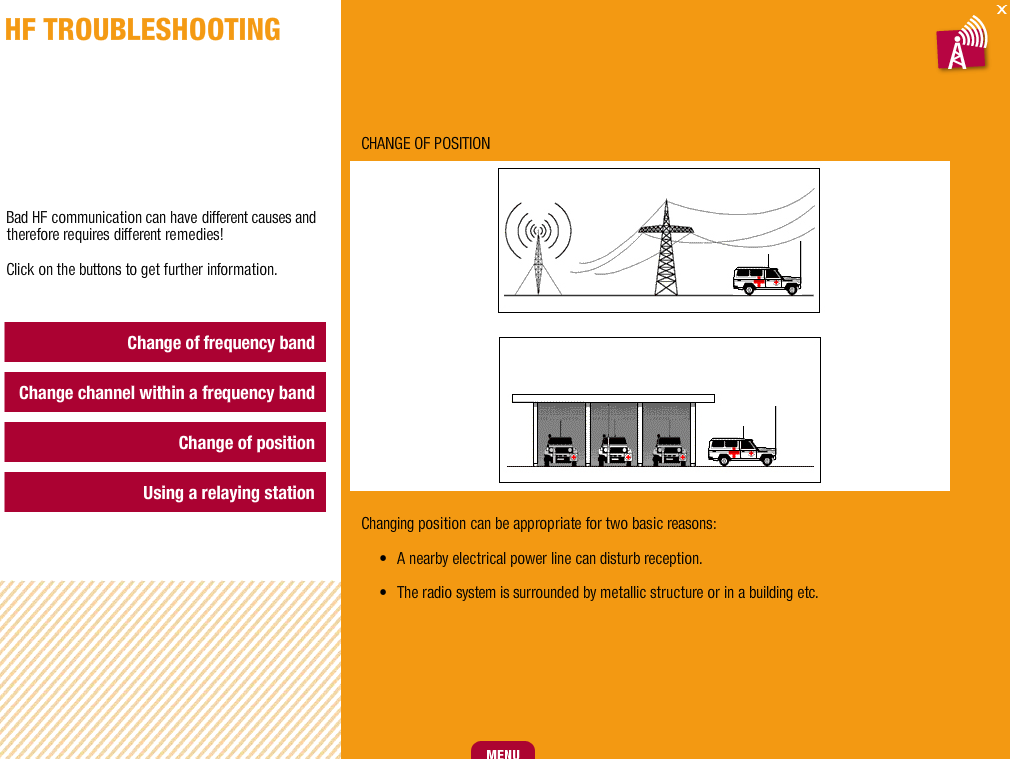 HF TROUBLESHOOTING
Bad HF communication can have different causes and
therefore requires different remedies!
Click on the buttons to get further information.
Change of frequency band
Change channel within a frequency band
Change of position
Using a relaying station
CHANGE OF POSITION
Changing position can be appropriate for two basic reasons:
• A nearby electrical power line can disturb reception.
• The radio system is surrounded by metallic structure or in a building etc.
MENU